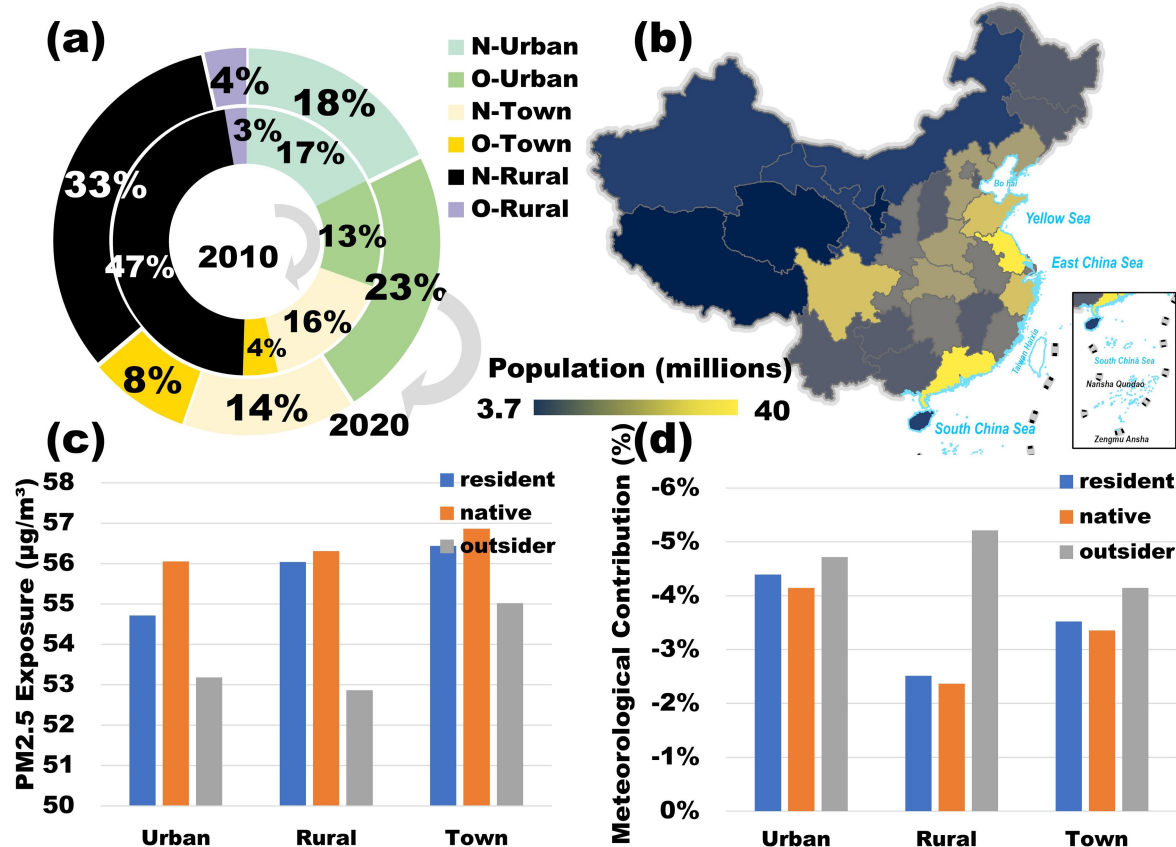 (a)
4%
18%
3%
17%
33%
13%
47%
2010
23%
16%
4%
8%
14%
2020
N-Urban
O-Urban
N-Town
O-Town
N-Rural
O-Rural
(b)
Bo hai
Yellow Sea
East China Sea
Taiwan Haixia
South China Sea
South China Sea
Nansha Qundao
Zengmu Ansha
Population (millions)
3.7
40
(c)
PM2.5 Exposure (μg/m³)
58
57
56
55
54
53
52
51
50
resident
native
outsider
Urban
Rural
Town
(d)
Meteorological Contribution (%)
-6%
-5%
-4%
-3%
-2%
-1%
0%
resident
native
outsider
Urban
Rural
Town